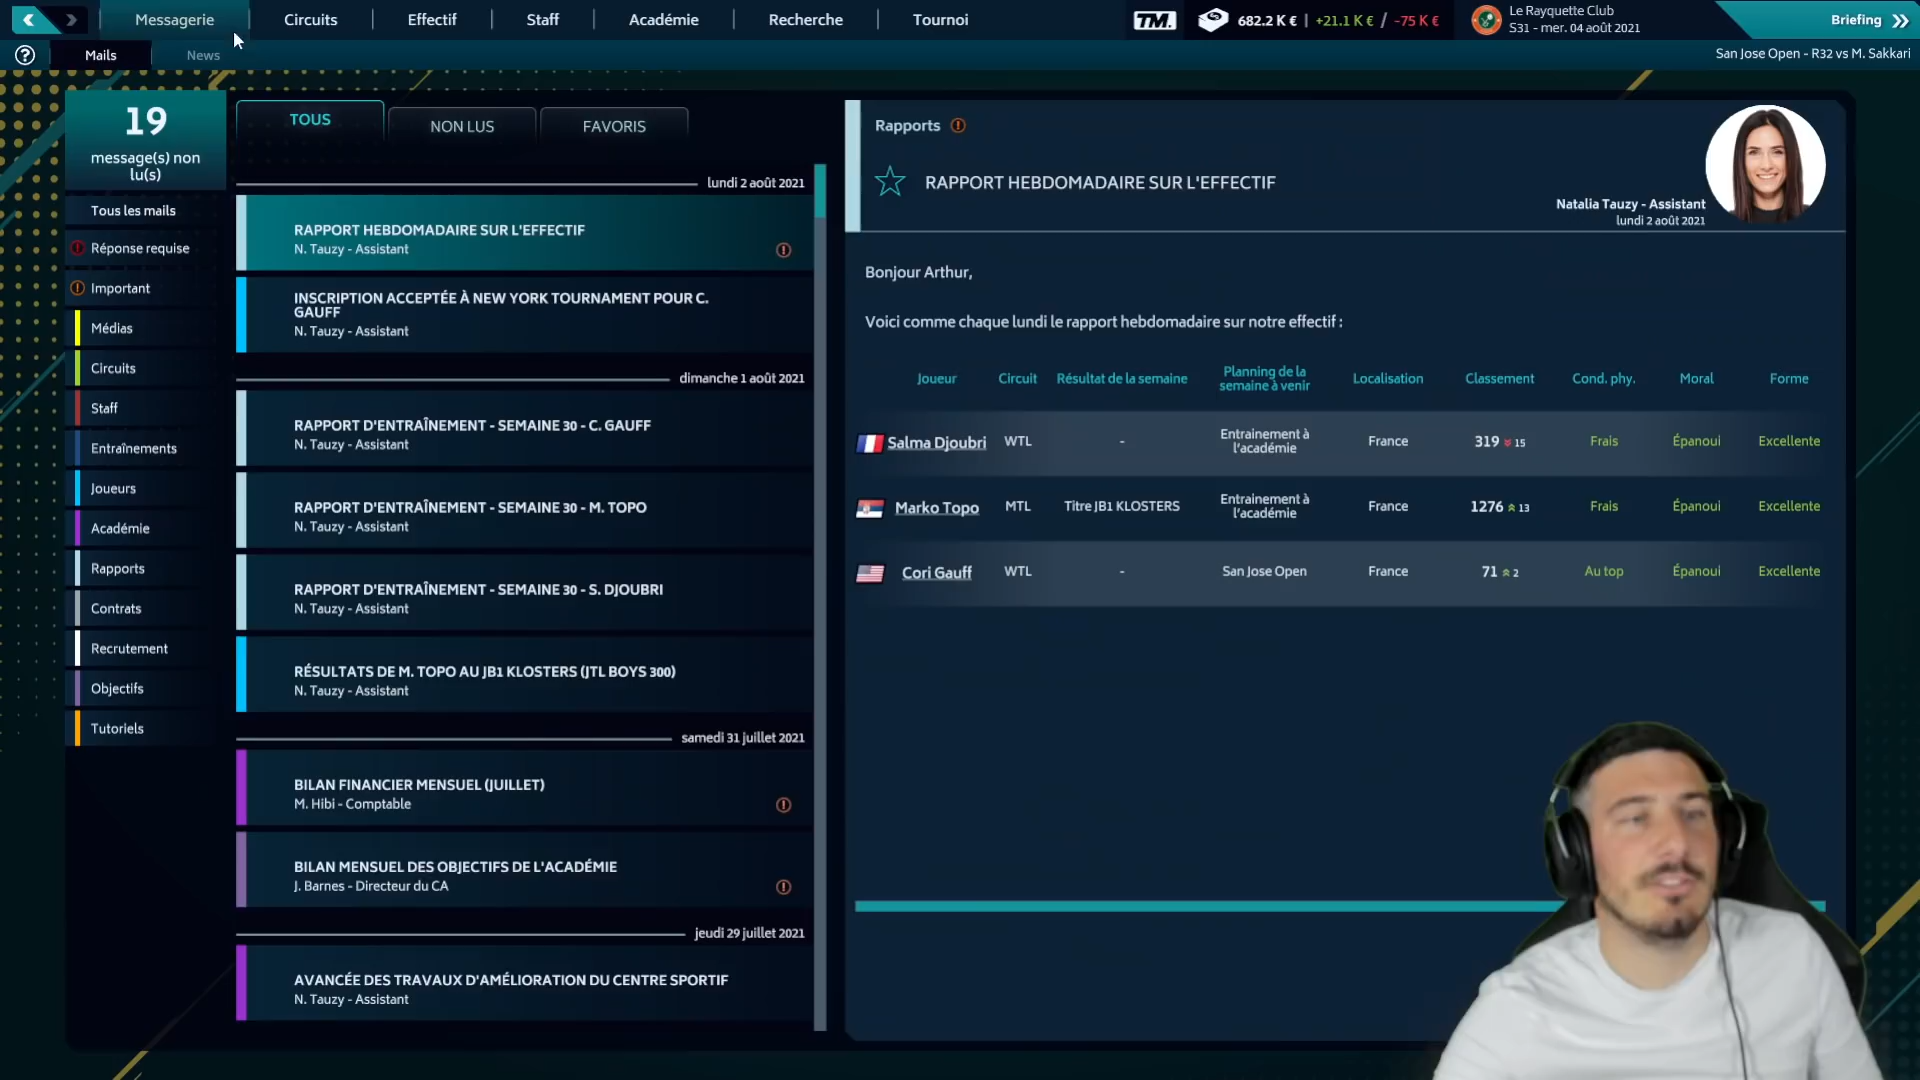 Messagerie
Circuits
Effectif
Staff
Académie
Recherche
Tournoi
TM.
682.2 K € | +21.1 K € / -75 K €
Le Rayquette Club
S31 - mer. 04 août 2021
Briefing
?
Mails
News
San Jose Open - R32 vs M. Sakkari
19
message(s) non
lu(s)
Tous les mails
Réponse requise
Important
Médias
Circuits
Staff
Entraînements
Joueurs
Académie
Rapports
Contrats
Recrutement
Objectifs
Tutoriels
TOUS
NON LUS
FAVORIS
lundi 2 août 2021
RAPPORT HEBDOMADAIRE SUR L'EFFECTIF
N. Tauzy - Assistant
INSCRIPTION ACCEPTÉE À NEW YORK TOURNAMENT POUR C.
GAUFF
N. Tauzy - Assistant
dimanche 1 août 2021
RAPPORT D'ENTRAÎNEMENT - SEMAINE 30 - C. GAUFF
N. Tauzy - Assistant
RAPPORT D'ENTRAÎNEMENT - SEMAINE 30 - M. TOPO
N. Tauzy - Assistant
RAPPORT D'ENTRAÎNEMENT - SEMAINE 30 - S. DJOUBRI
N. Tauzy - Assistant
RÉSULTATS DE M. TOPO AU JB1 KLOSTERS (JTL BOYS 300)
N. Tauzy - Assistant
samedi 31 juillet 2021
BILAN FINANCIER MENSUEL (JUILLET)
M. Hibi - Comptable
BILAN MENSUEL DES OBJECTIFS DE L'ACADÉMIE
J. Barnes - Directeur du CA
jeudi 29 juillet 2021
AVANCÉE DES TRAVAUX D'AMÉLIORATION DU CENTRE SPORTIF
N. Tauzy - Assistant
Rapports
RAPPORT HEBDOMADAIRE SUR L'EFFECTIF
Natalia Tauzy - Assistant
lundi 2 août 2021
Bonjour Arthur,
Voici comme chaque lundi le rapport hebdomadaire sur notre effectif :
Joueur Circuit Résultat de la semaine Planning de la semaine à venir Localisation Classement Cond. phy. Moral Forme
Salma Djoubri WTL - Entrainement à l'académie France 319 15 Frais Épanoui Excellente
Marko Topo MTL Titre JB1 KLOSTERS Entrainement à l'académie France 1276 13 Frais Épanoui Excellente
Cori Gauff WTL - San Jose Open France 71 2 Au top Épanoui Excellente